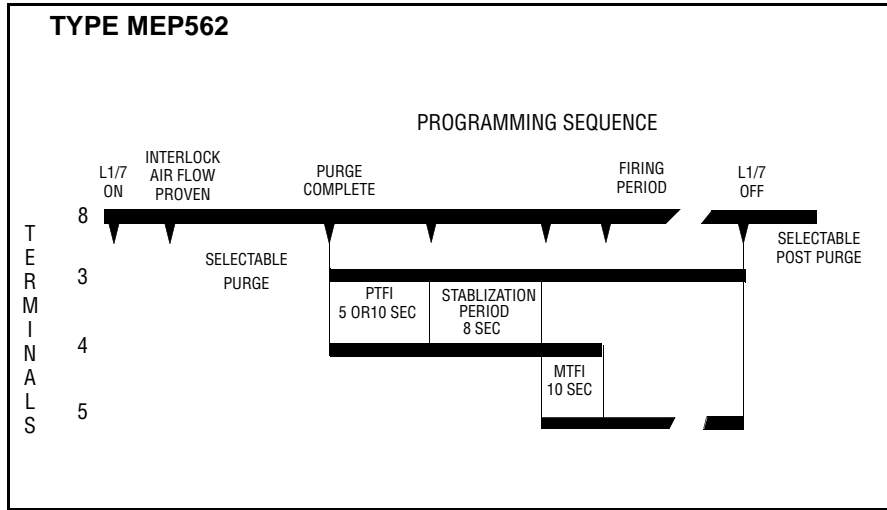 TYPE MEP562
PROGRAMMING SEQUENCE
L1/7
ON
INTERLOCK
AIR FLOW
PROVEN
PURGE
COMPLETE
FIRING
PERIOD
L1/7
OFF
TERMINALS
8
SELECTABLE
PURGE
SELECTABLE
POST PURGE
3
PTFI
5 OR10 SEC
STABLIZATION
PERIOD
8 SEC
4
MTFI
10 SEC
5